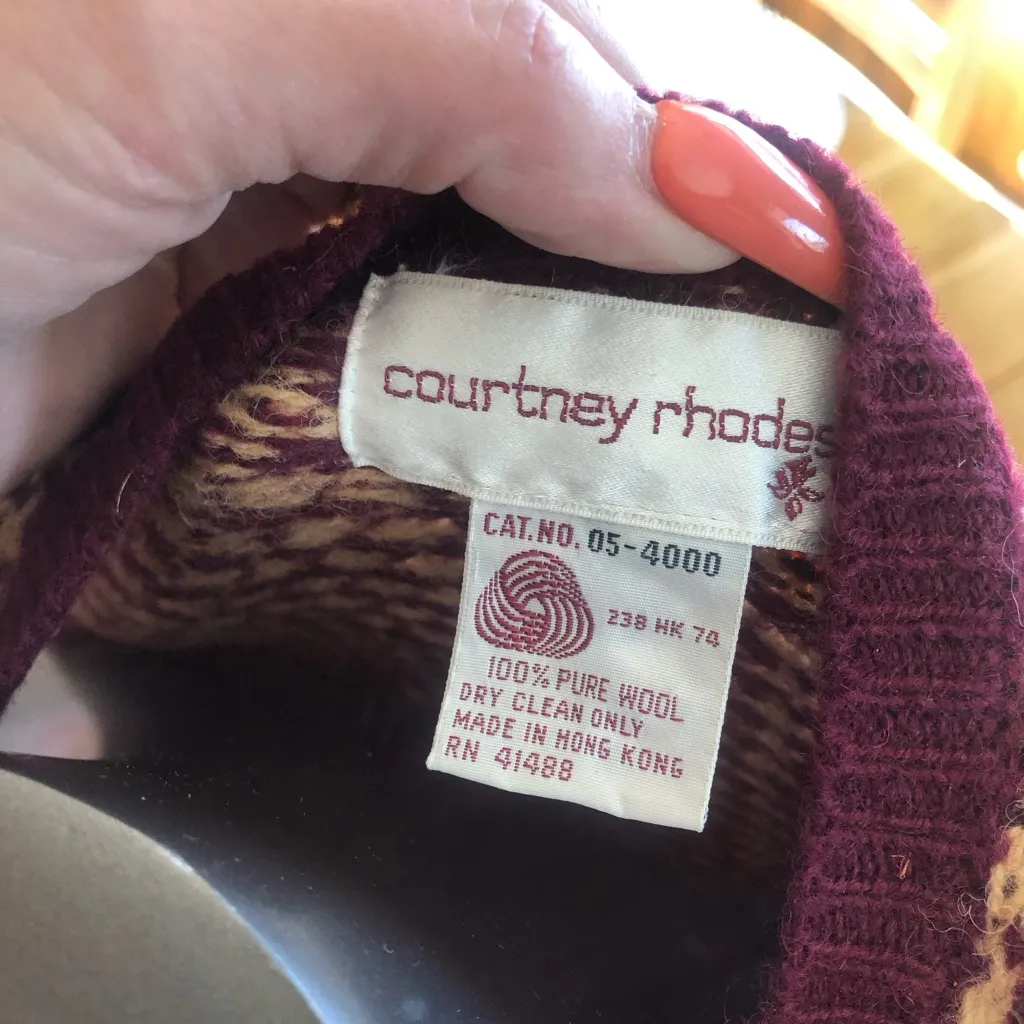 courtney rhodes
CAT.NO. 05-4000
238 HK 74
100% PURE WOOL
DRY CLEAN ONLY
MADE IN HONG KONG
RN 41488